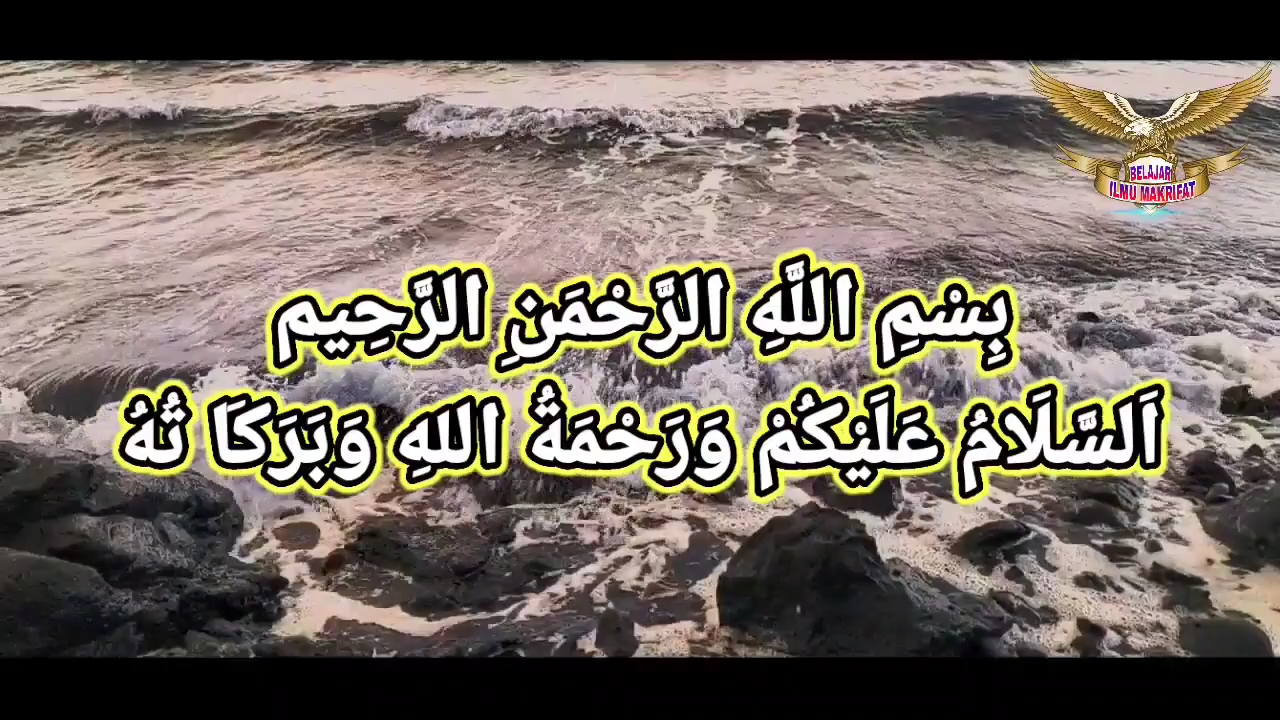 BELAJAR
ILMU MAKRIFAT
بِسْمِ اللَّهِ الرَّحْمَنِ الرَّحِيمِ
اَلسَّلَامُ عَلَيْكُمْ وَرَحْمَةُ اللهِ وَبَرَكَا تُهُ